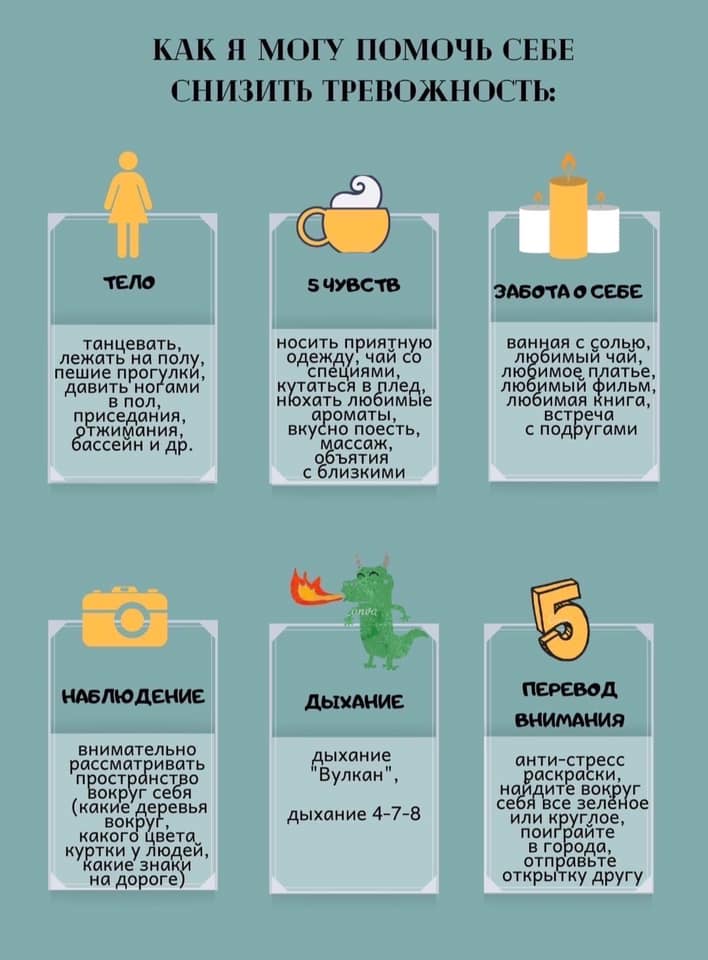 КАК Я МОГУ ПОМОЧЬ СЕБЕ
СНИЗИТЬ ТРЕВОЖНОСТЬ:
ТЕЛО
танцевать,
лежать на полу,
пешие прогулки,
давить ногами
в пол,
приседания,
отжимания,
бассейн и др.
5 ЧУВСТВ
носить приятную
одежду, чай со
специями,
кутаться в плед,
нюхать любимые
ароматы,
вкусно поесть,
массаж,
объятия
с близкими
ЗАБОТА О СЕБЕ
ванная с солью,
любимый чай,
любимое платье,
любимый фильм,
любимая книга,
встреча
с подругами
НАБЛЮДЕНИЕ
внимательно
рассматривать
пространство
вокруг себя
(какие деревья
вокруг,
какого цвета
куртки у людей,
какие знаки
на дороге)
ДЫХАНИЕ
дыхание
"Вулкан",
дыхание 4-7-8
5
ПЕРЕВОД
ВНИМАНИЯ
анти-стресс
раскраски,
найдите вокруг
себя все зелёное
или круглое,
поиграйте
в города,
отправьте
открытку другу